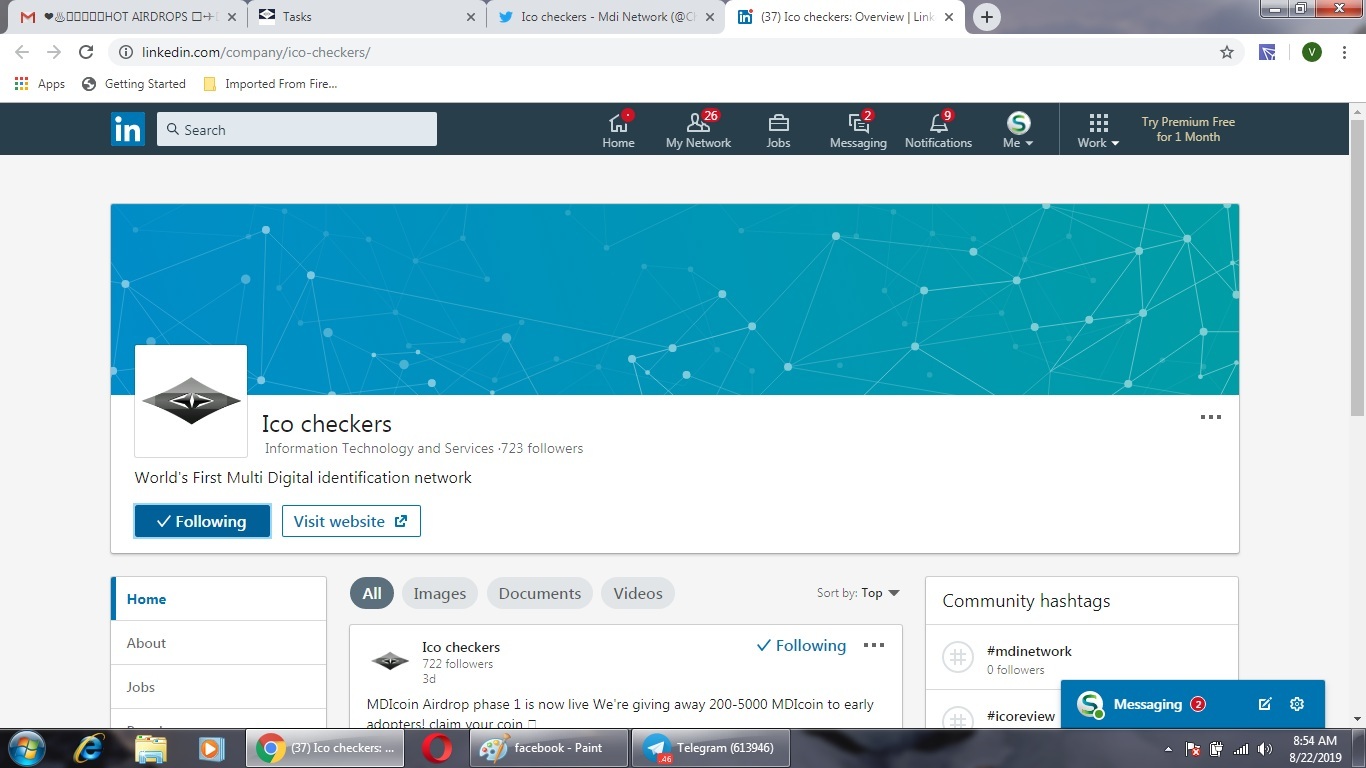 HOT AIRDROPS
Tasks
Ico checkers - Mdi Network (@C
(37) Ico checkers: Overview | Link
linkedin.com/company/ico-checkers/
V
Apps
Getting Started
Imported From Fire...
in
Search
26
2
9
Home
My Network
Jobs
Messaging
Notifications
Me
Work
Try Premium Free
for 1 Month
Ico checkers
Information Technology and Services ·723 followers
World's First Multi Digital identification network
Following
Visit website
Home
About
Jobs
All
Images
Documents
Videos
Sort by: Top
Ico checkers
722 followers
3d
Following
MDIcoin Airdrop phase 1 is now live We're giving away 200-5000 MDIcoin to early
adopters! claim your coin
Community hashtags
#mdinetwork
0 followers
#icoreview
Messaging 2
(37) Ico checkers: ...
facebook - Paint
Telegram (613946)
.46
8:54 AM
8/22/2019